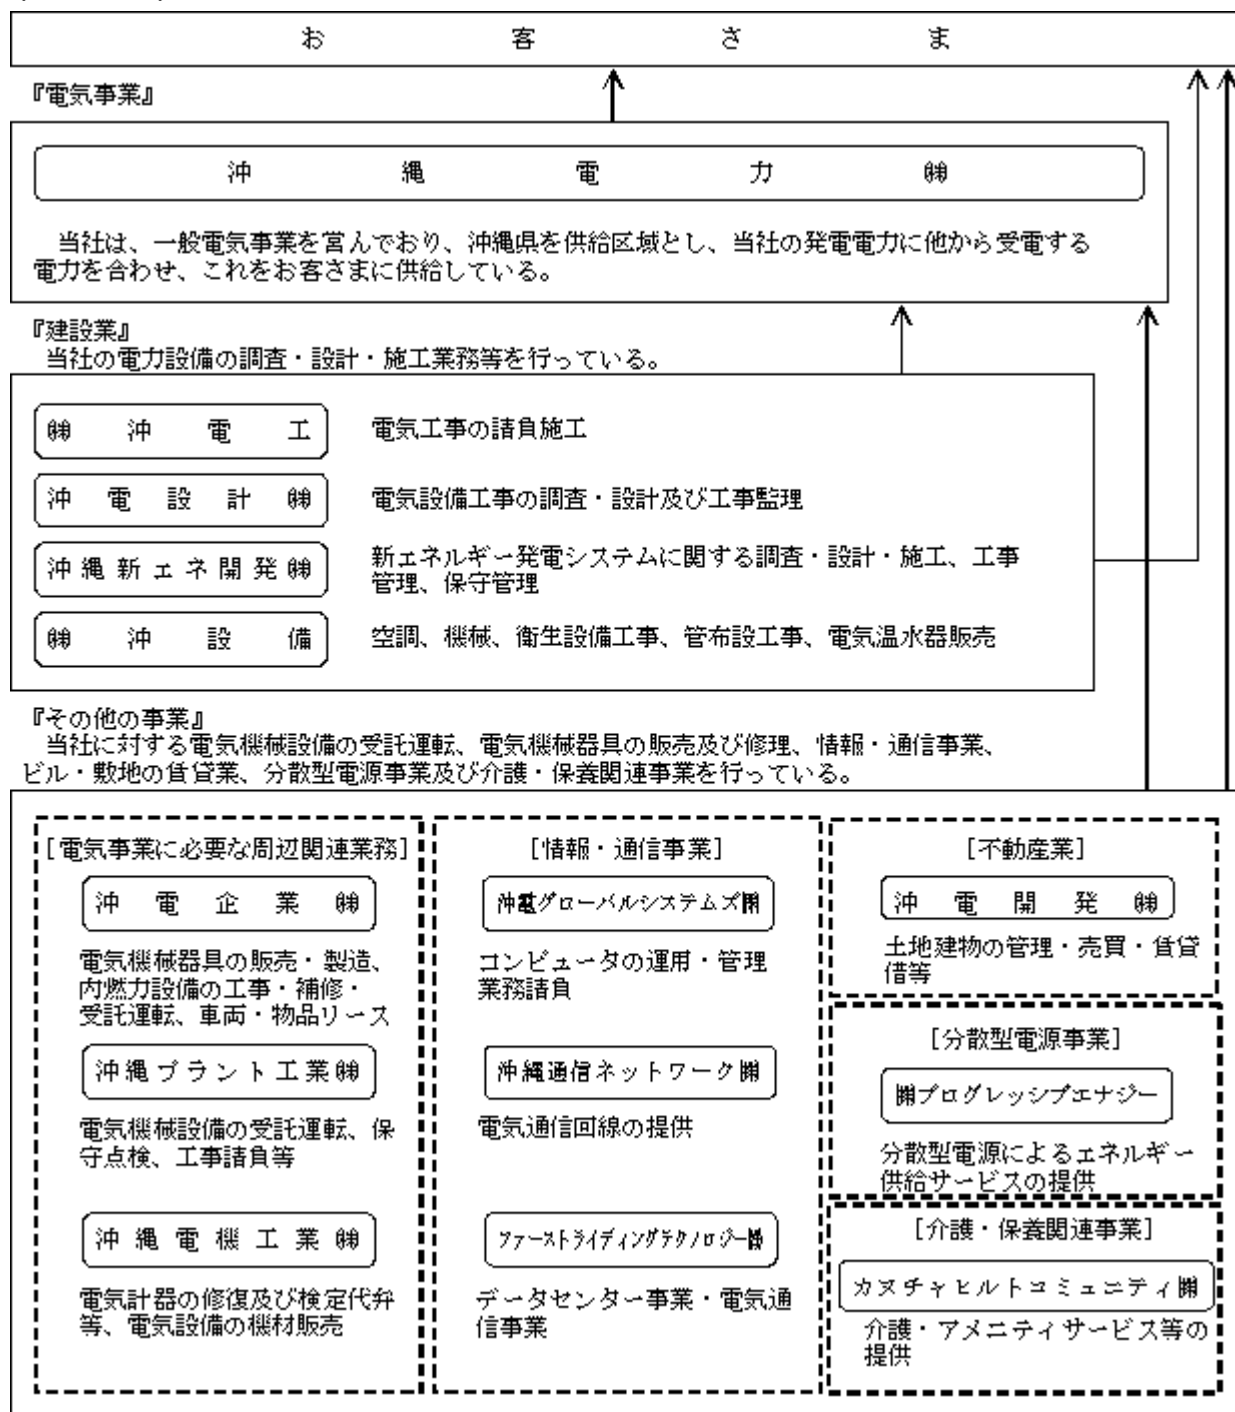 お客さま
『電気事業』
沖縄電力㈱
当社は、一般電気事業を営んでおり、沖縄県を供給区域とし、当社の発電電力に他から受電する
電力を合わせ、これをお客さまに供給している。
『建設業』
当社の電力設備の調査・設計・施工業務等を行っている。
㈱沖電工
電気工事の請負施工
沖電設計㈱
電気設備工事の調査・設計及び工事監理
沖縄新エネ開発㈱
新エネルギー発電システムに関する調査・設計・施工、工事
管理、保守管理
㈱沖設備
空調、機械、衛生設備工事、管布設工事、電気温水器販売
『その他の事業』
当社に対する電気機械設備の受託運転、電気機械器具の販売及び修理、情報・通信事業、
ビル・敷地の賃貸業、分散型電源事業及び介護・保養関連事業を行っている。
[電気事業に必要な周辺関連業務]
沖電企業㈱
電気機械器具の販売・製造、
内燃力設備の工事・補修・
受託運転、車両・物品リース
沖縄プラント工業㈱
電気機械設備の受託運転、保
守点検、工事請負等
沖縄電機工業㈱
電気計器の修復及び検定代弁
等、電気設備の機材販売
[情報・通信事業]
沖電グローバルシステムズ㈱
コンピュータの運用・管理
業務請負
沖縄通信ネットワーク㈱
電気通信回線の提供
ファーストライディングテクノロジー㈱
データセンター事業・電気通
信事業
[不動産業]
沖電開発㈱
土地建物の管理・売買・賃貸
借等
[分散型電源事業]
㈱プログレッシブエナジー
分散型電源によるエネルギー
供給サービスの提供
[介護・保養関連事業]
カヌチャヒルトコミュニティ㈱
介護・アメニティサービス等の
提供